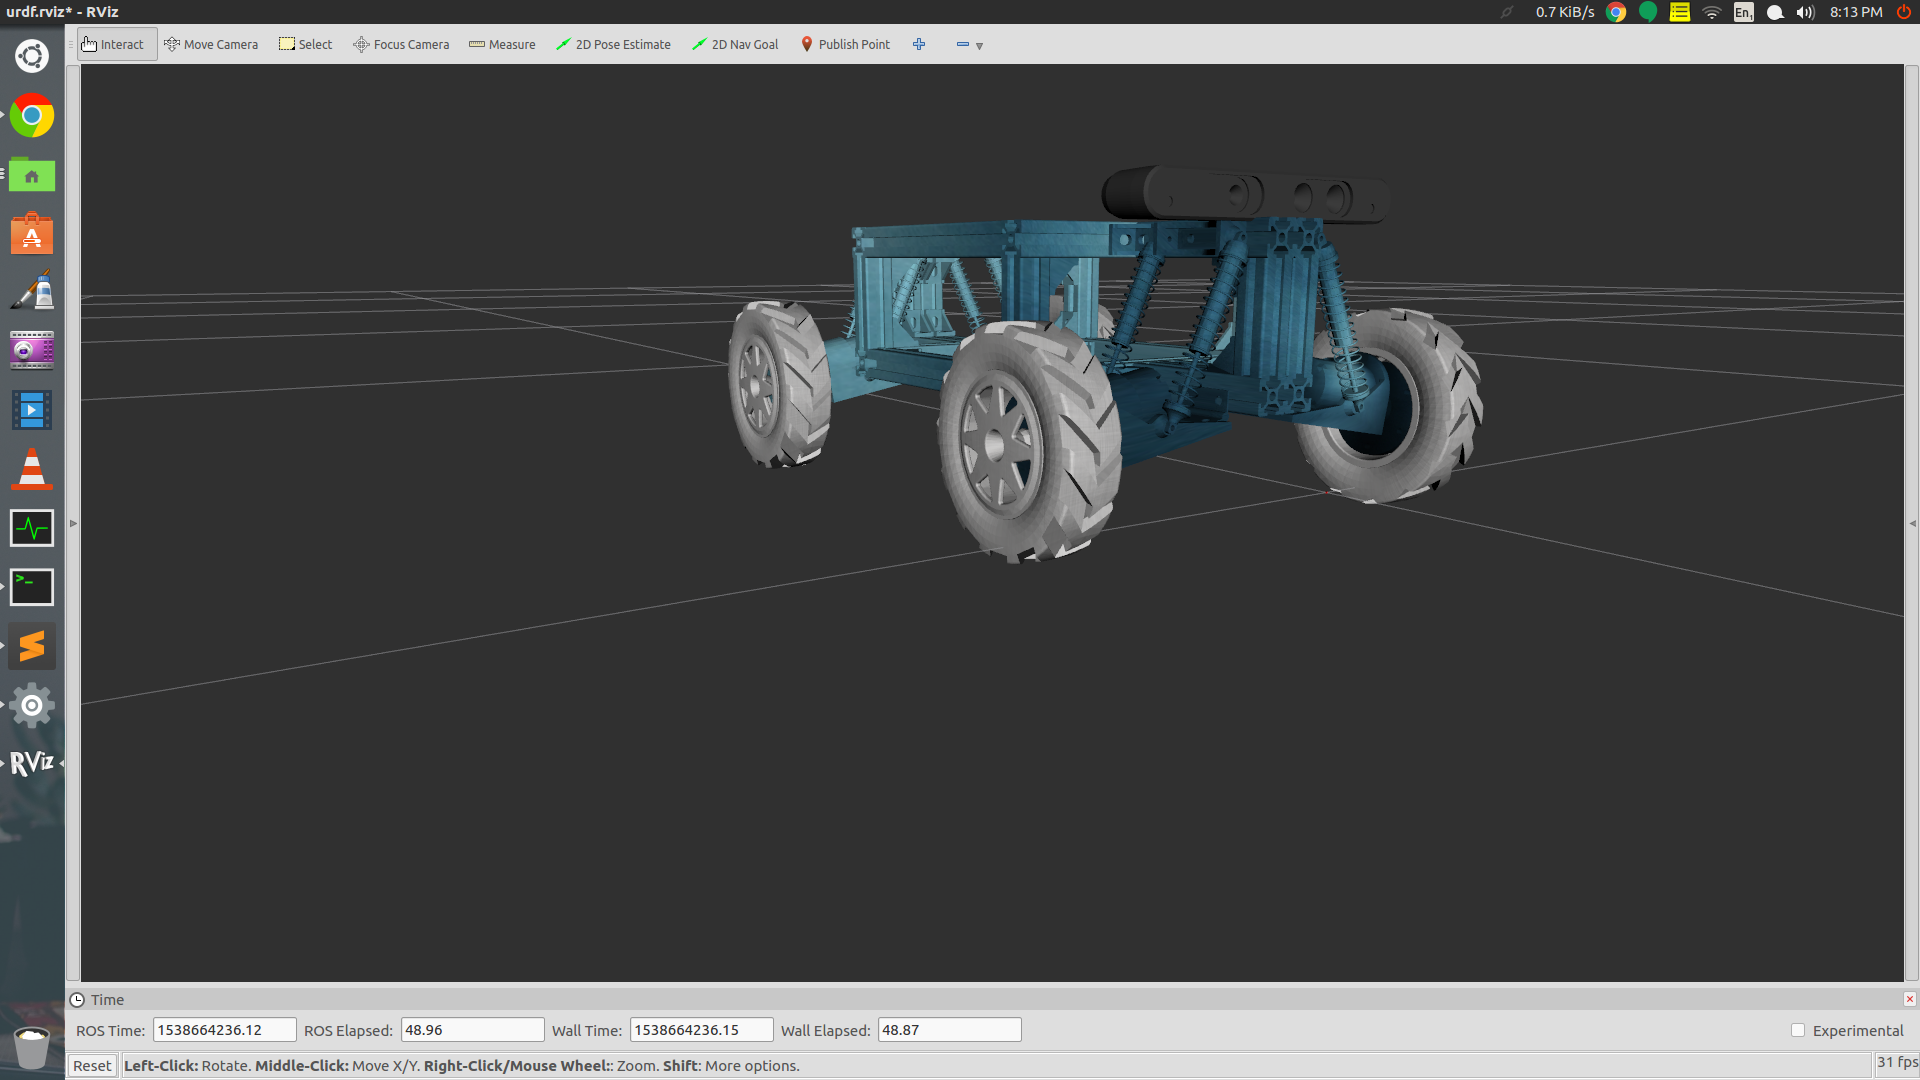 urdf.rviz* - RViz
0.7 KiB/s En1 8:13 PM
Interact Move Camera Select Focus Camera Measure 2D Pose Estimate 2D Nav Goal Publish Point
A
>_
RViz
Time
ROS Time: 1538664236.12 ROS Elapsed: 48.96 Wall Time: 1538664236.15 Wall Elapsed: 48.87 Experimental
Reset Left-Click: Rotate. Middle-Click: Move X/Y. Right-Click/Mouse Wheel:: Zoom. Shift: More options. 31 fps